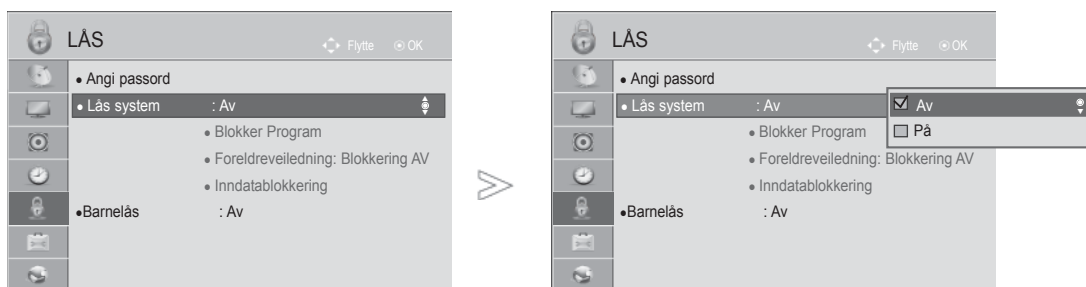 LÅS
Flytte OK
• Angi passord
• Lås system : Av
• Blokker Program
• Foreldreveiledning: Blokkering AV
• Inndatablokkering
•Barnelås : Av
LÅS
Flytte OK
• Angi passord
• Lås system : Av
Av
På
• Blokker Program
• Foreldreveiledning: Blokkering AV
• Inndatablokkering
•Barnelås : Av